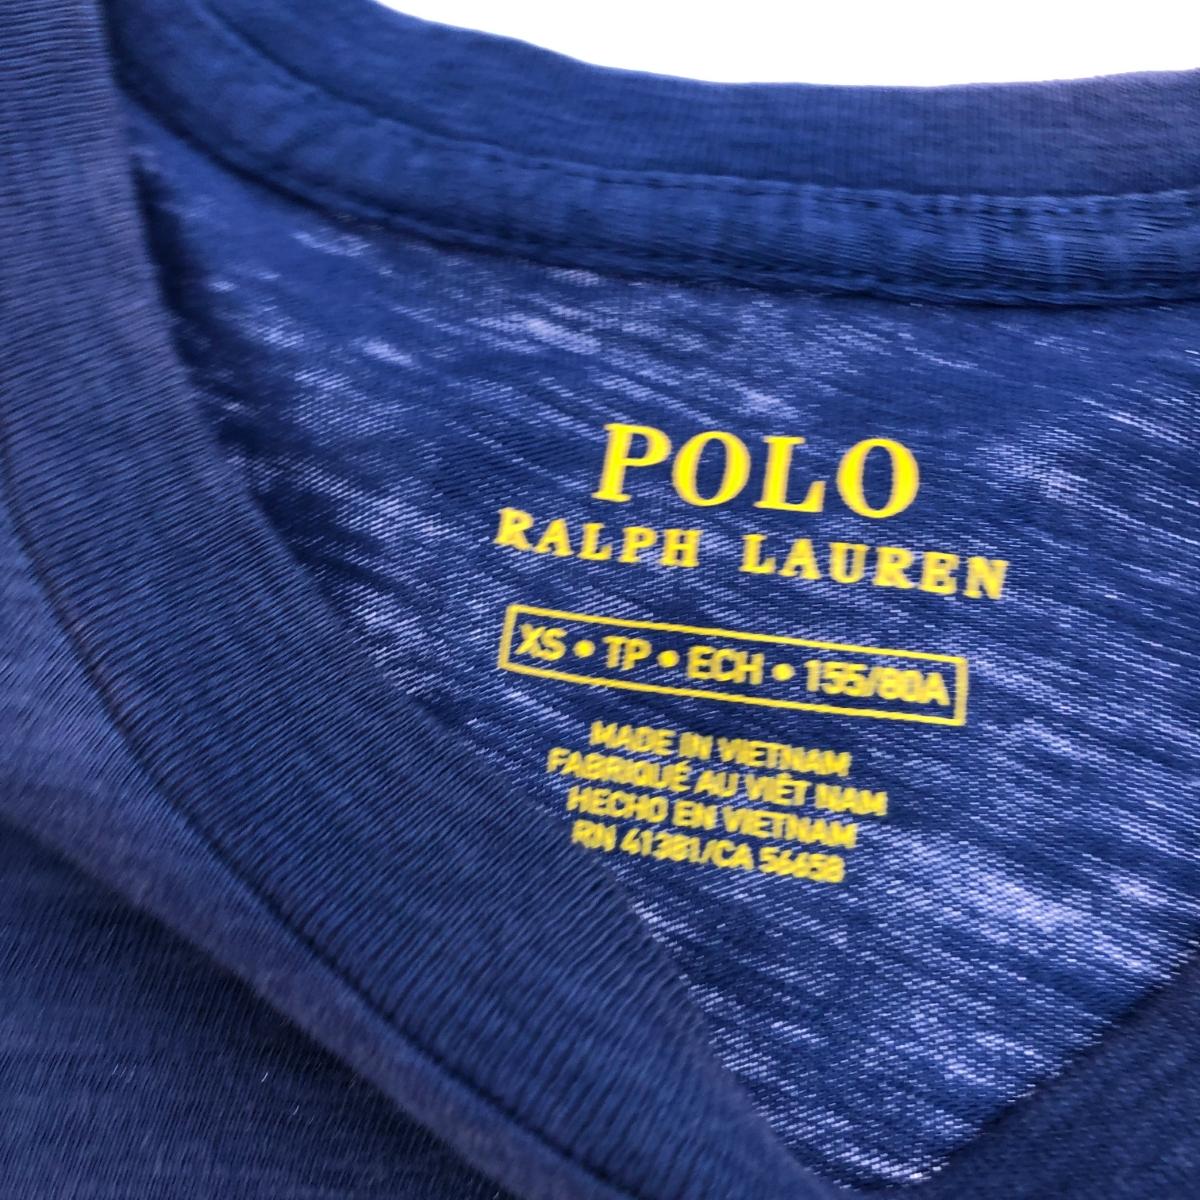 POLO
RALPH LAUREN
XS • TP • ECH • 155/80A
MADE IN VIETNAM
FABRIQUÉ AU VIÊT NAM
HECHO EN VIETNAM
RN 41381/CA 56658